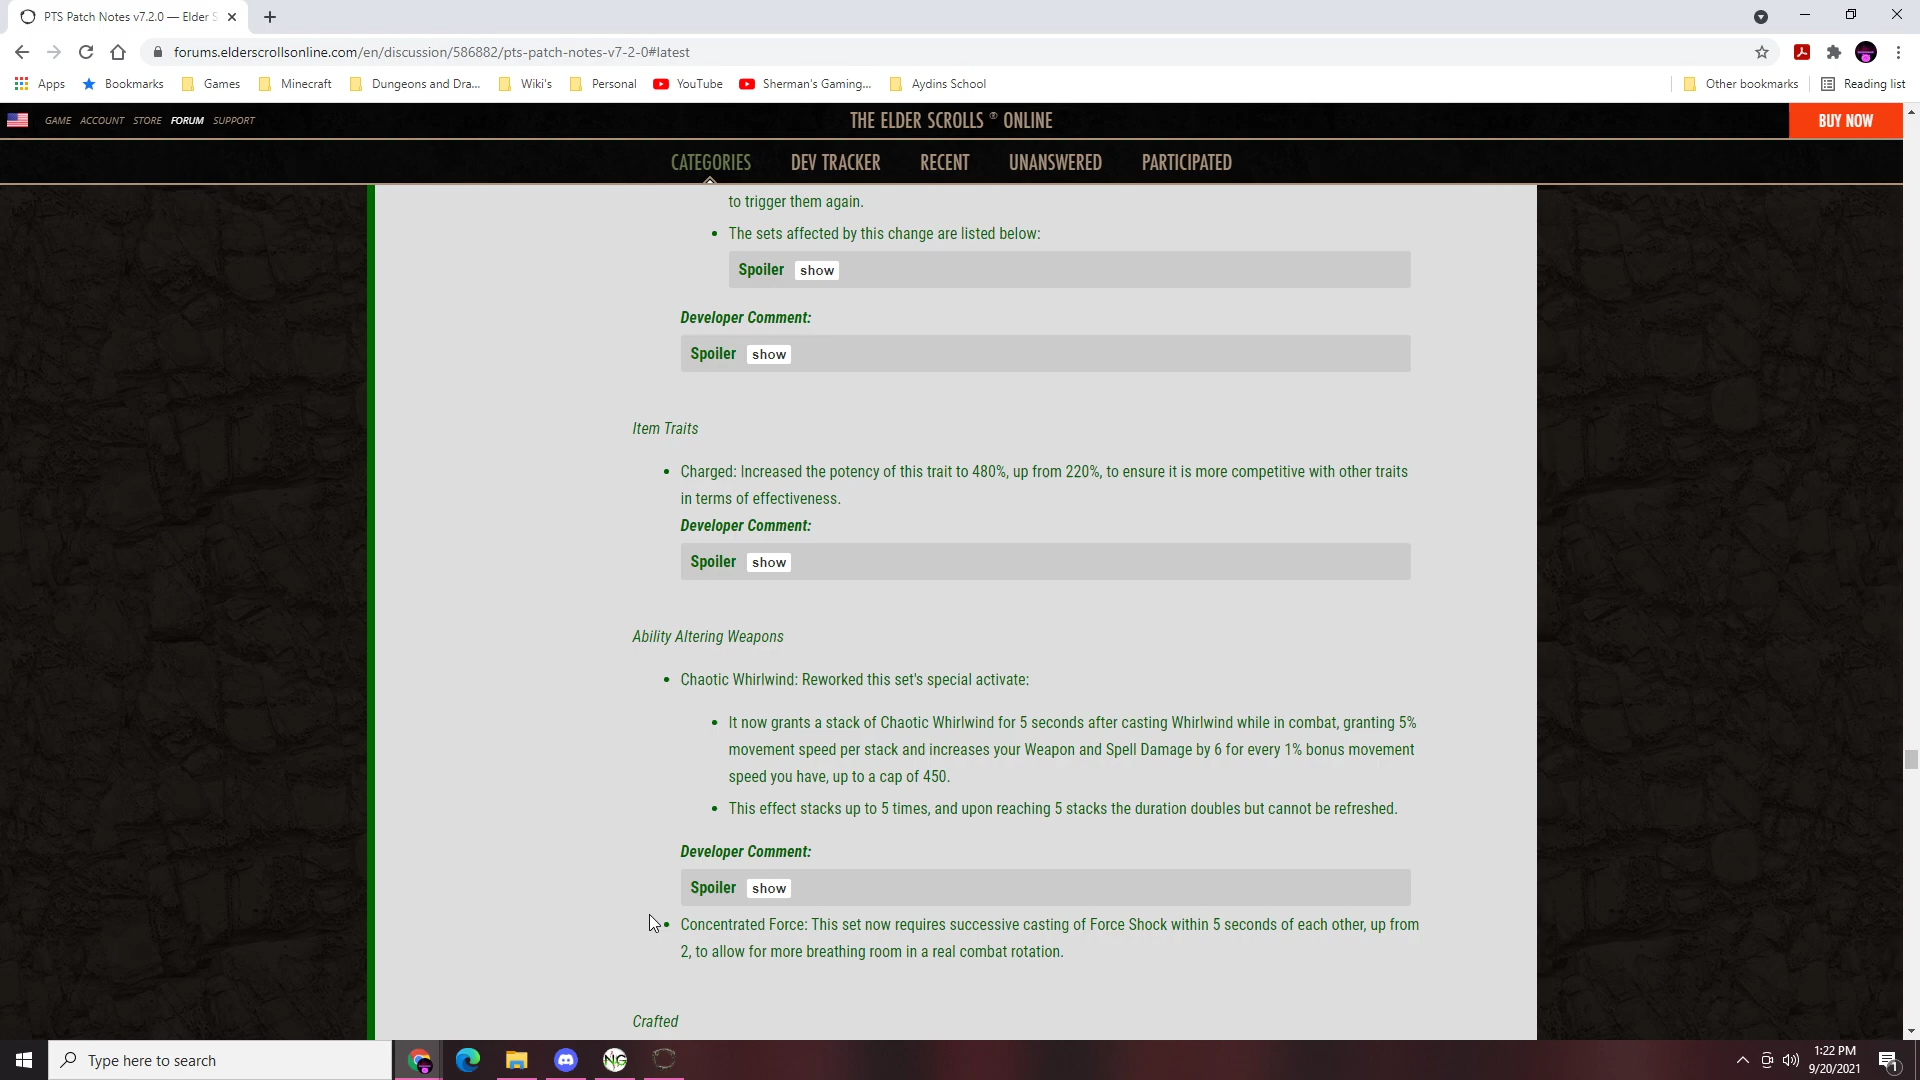 PTS Patch Notes v7.2.0 — Elder S
forums.elderscrollsonline.com/en/discussion/586882/pts-patch-notes-v7-2-0#latest
Apps Bookmarks Games Minecraft Dungeons and Dra... Wiki's Personal YouTube Sherman's Gaming... Aydins School Other bookmarks Reading list
GAME ACCOUNT STORE FORUM SUPPORT THE ELDER SCROLLS ® ONLINE BUY NOW
CATEGORIES DEV TRACKER RECENT UNANSWERED PARTICIPATED
to trigger them again.
The sets affected by this change are listed below:
Spoiler show
Developer Comment:
Spoiler show
Item Traits
Charged: Increased the potency of this trait to 480%, up from 220%, to ensure it is more competitive with other traits
in terms of effectiveness.
Developer Comment:
Spoiler show
Ability Altering Weapons
Chaotic Whirlwind: Reworked this set's special activate:
It now grants a stack of Chaotic Whirlwind for 5 seconds after casting Whirlwind while in combat, granting 5%
movement speed per stack and increases your Weapon and Spell Damage by 6 for every 1% bonus movement
speed you have, up to a cap of 450.
This effect stacks up to 5 times, and upon reaching 5 stacks the duration doubles but cannot be refreshed.
Developer Comment:
Spoiler show
Concentrated Force: This set now requires successive casting of Force Shock within 5 seconds of each other, up from
2, to allow for more breathing room in a real combat rotation.
Crafted
Type here to search
NG
1:22 PM
9/20/2021
1